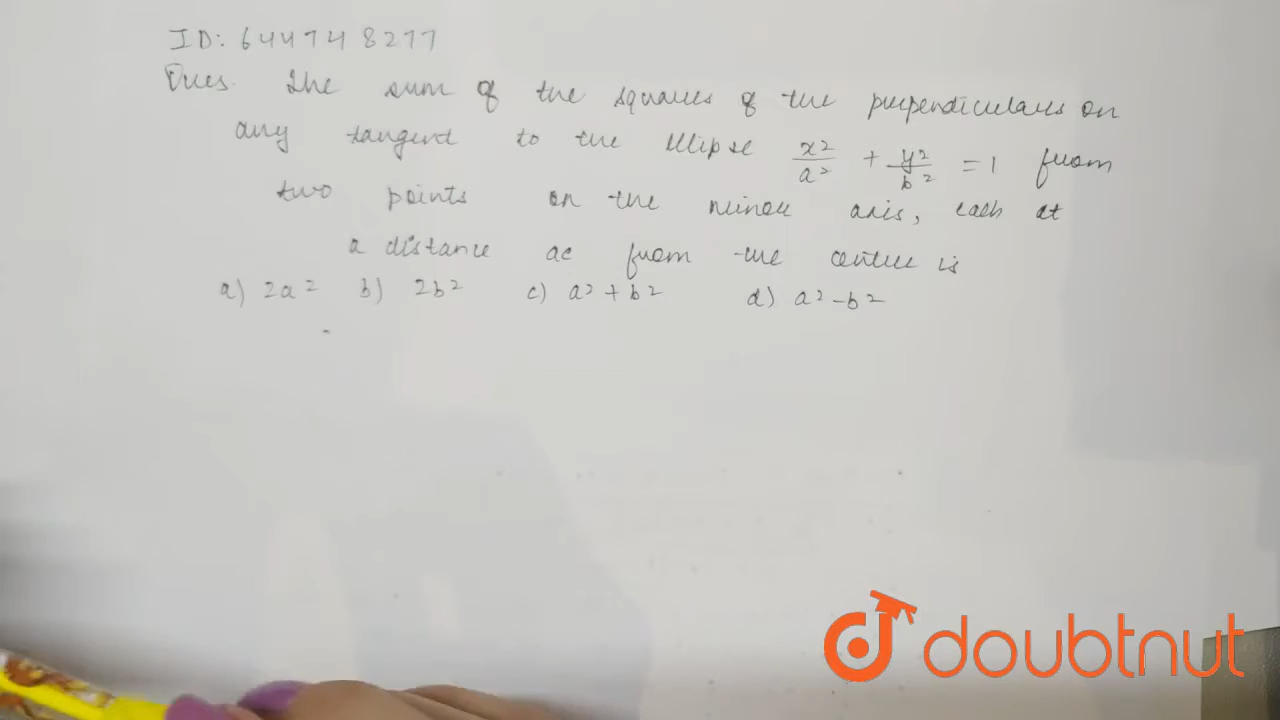 ID: 644748277
Ques. The sum of the squares of the perpendiculars on
any tangent to the ellipse x²/a² + y²/b² = 1 from
two points on the minor axis, each at
a distance ae from the centre is
a) 2a² b) 2b² c) a² + b² d) a² - b²
doubtnut